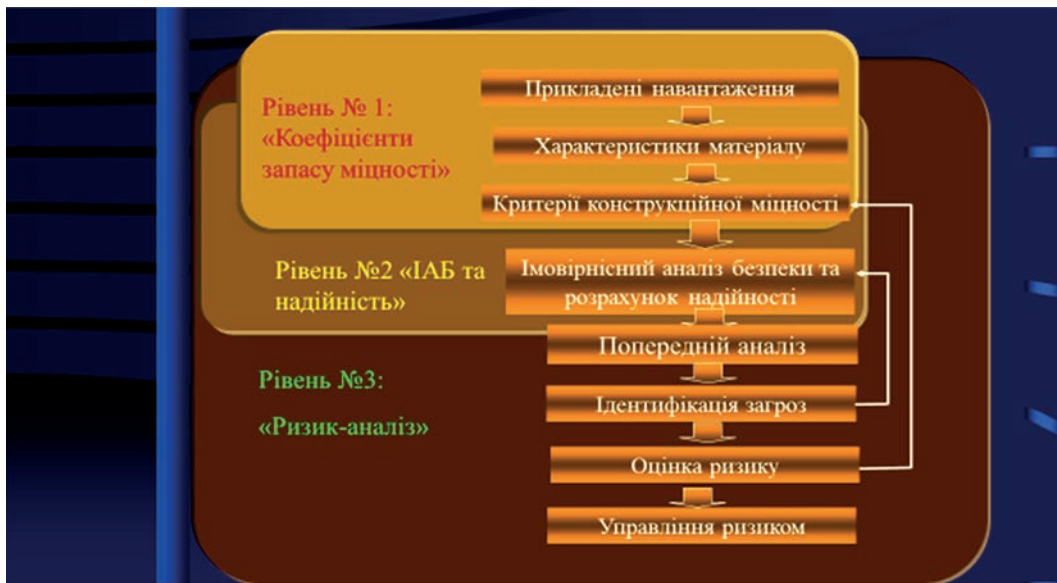 Прикладені навантаження
Рівень № 1:
«Коефіцієнти
запасу міцності»
Характеристики матеріалу
Критерії конструкційної міцності
Рівень №2 «ІАБ та
надійність»
Імовірнісний аналіз безпеки та
розрахунок надійності
Попередній аналіз
Рівень №3:
«Ризик-аналіз»
Ідентифікація загроз
Оцінка ризику
Управління ризиком